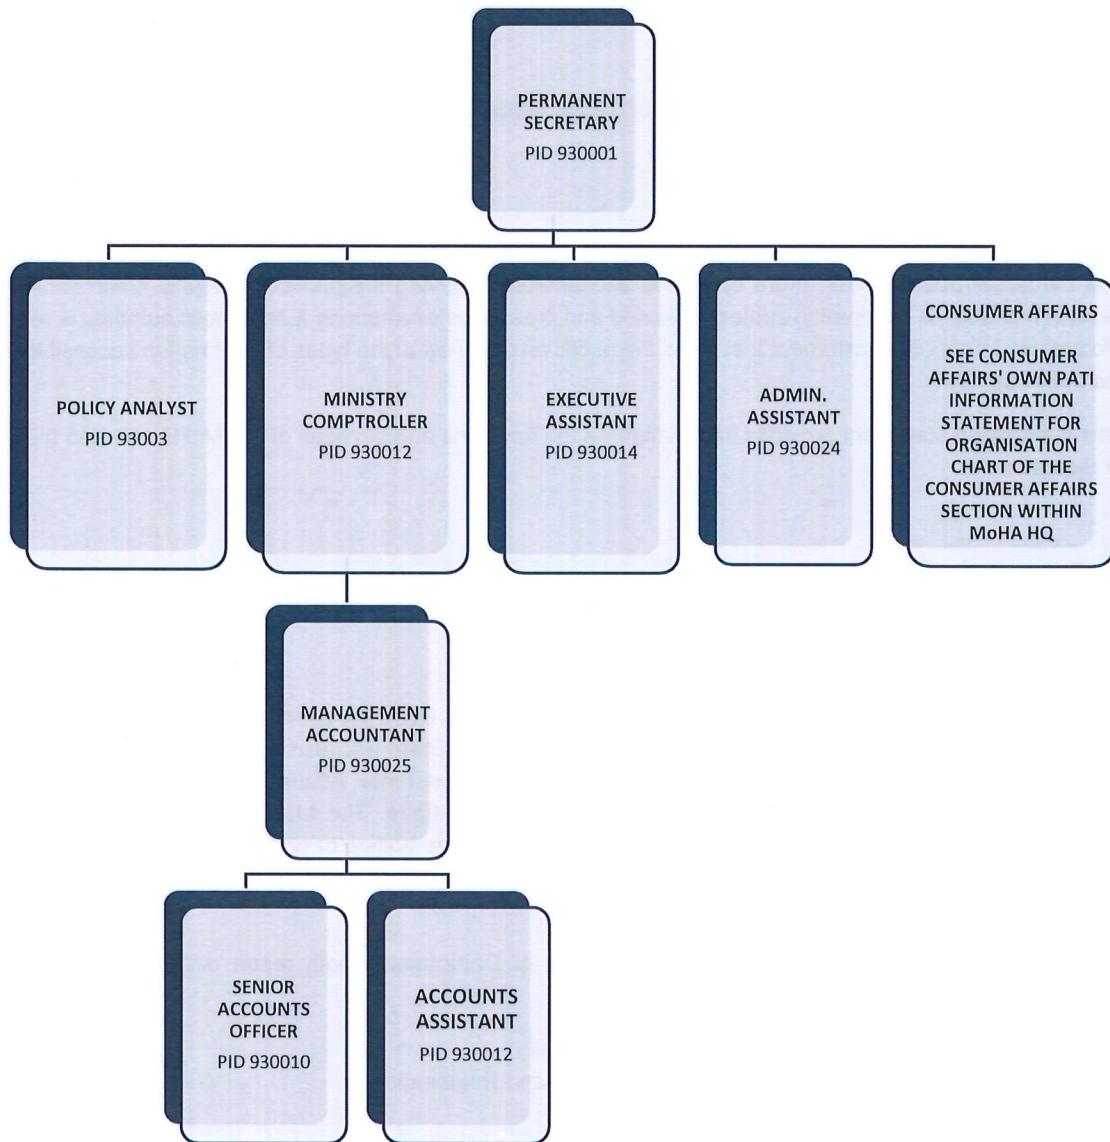 PERMANENT
SECRETARY
PID 930001
POLICY ANALYST
PID 93003
MINISTRY
COMPTROLLER
PID 930012
EXECUTIVE
ASSISTANT
PID 930014
ADMIN.
ASSISTANT
PID 930024
CONSUMER AFFAIRS
SEE CONSUMER
AFFAIRS' OWN PATI
INFORMATION
STATEMENT FOR
ORGANISATION
CHART OF THE
CONSUMER AFFAIRS
SECTION WITHIN
MoHA HQ
MANAGEMENT
ACCOUNTANT
PID 930025
SENIOR
ACCOUNTS
OFFICER
PID 930010
ACCOUNTS
ASSISTANT
PID 930012